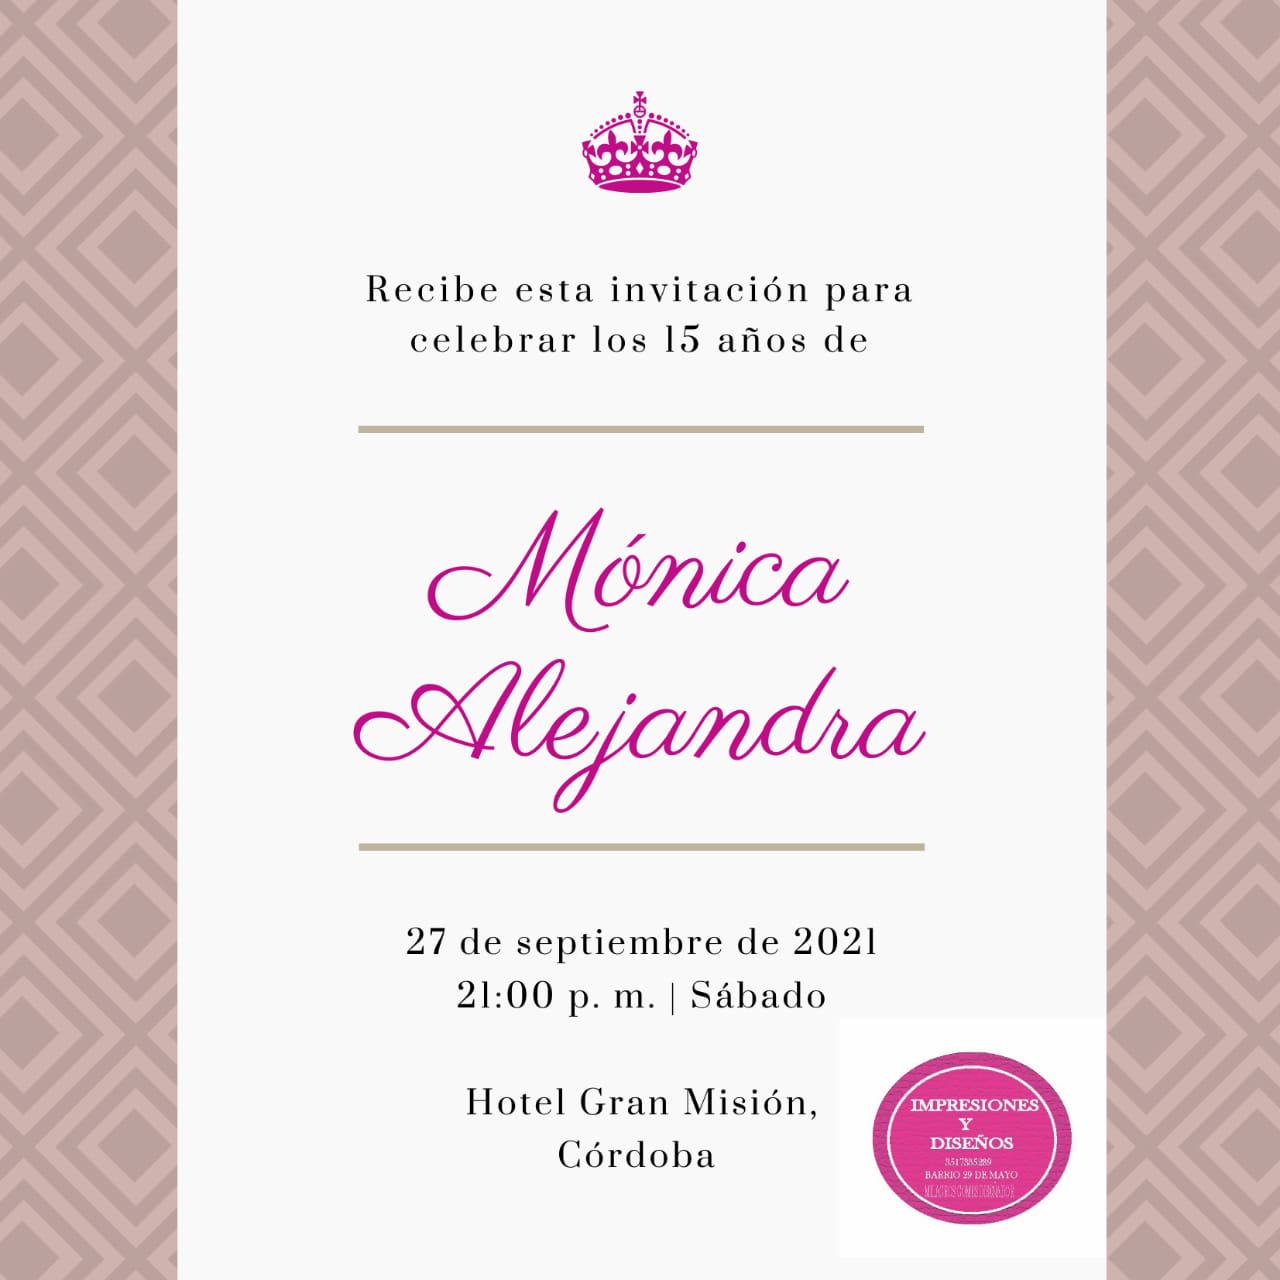 Recibe esta invitación para
celebrar los 15 años de
Mónica
Alejandra
27 de septiembre de 2021
21:00 p. m. | Sábado
Hotel Gran Misión,
Córdoba
IMPRESIONES
Y
DISEÑOS
BARRIO 29 DE MAYO